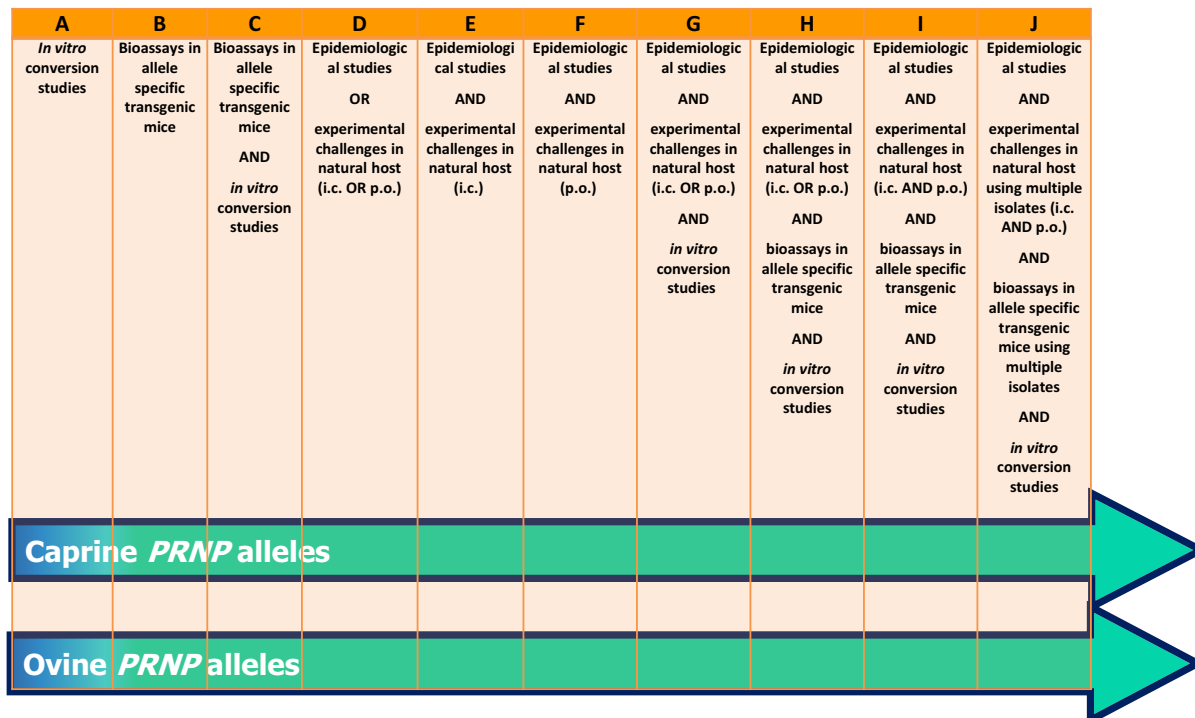 A
B
C
D
E
F
G
H
I
J
In vitro
conversion
studies
Bioassays in
allele
specific
transgenic
mice
Bioassays in
allele
specific
transgenic
mice
AND
in vitro
conversion
studies
Epidemiologic
al studies
OR
experimental
challenges in
natural host
(i.c. OR p.o.)
Epidemiologi
cal studies
AND
experimental
challenges in
natural host
(i.c.)
Epidemiologic
al studies
AND
experimental
challenges in
natural host
(p.o.)
Epidemiologic
al studies
AND
experimental
challenges in
natural host
(i.c. OR p.o.)
AND
in vitro
conversion
studies
Epidemiologic
al studies
AND
experimental
challenges in
natural host
(i.c. OR p.o.)
AND
bioassays in
allele specific
transgenic
mice
AND
in vitro
conversion
studies
Epidemiologic
al studies
AND
experimental
challenges in
natural host
(i.c. AND p.o.)
AND
bioassays in
allele specific
transgenic
mice
AND
in vitro
conversion
studies
Epidemiologic
al studies
AND
experimental
challenges in
natural host
using multiple
isolates (i.c.
AND p.o.)
AND
bioassays in
allele specific
transgenic
mice using
multiple
isolates
AND
in vitro
conversion
studies
Caprine PRNP alleles
Ovine PRNP alleles